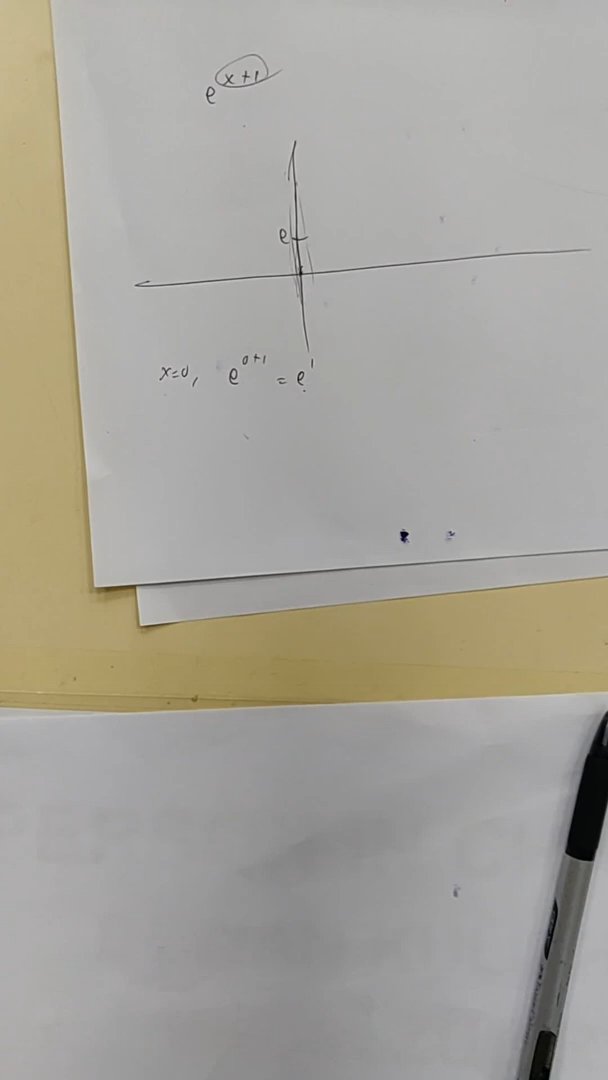 e^(x+1)
e
x=0, e^(0+1) = e^1